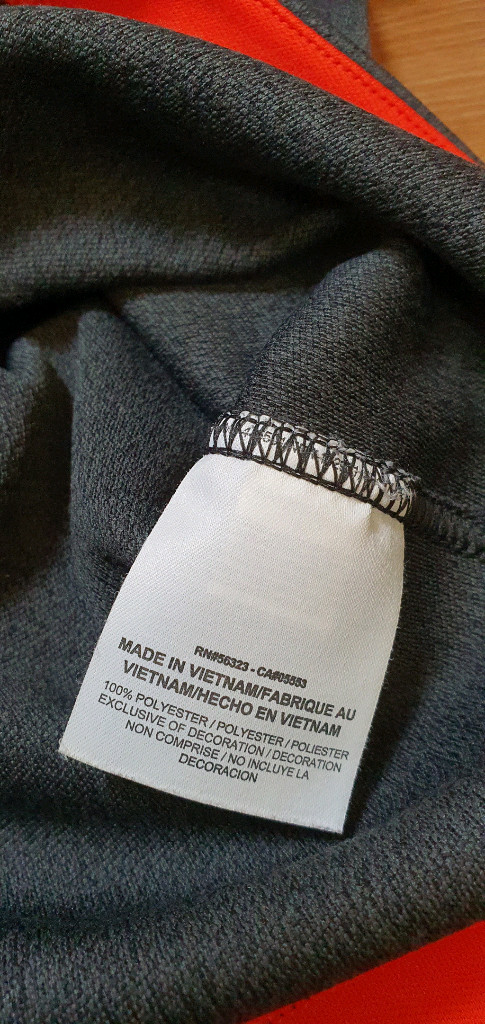 RN#56323 - CA#05553
MADE IN VIETNAM/FABRIQUE AU
VIETNAM/HECHO EN VIETNAM
100% POLYESTER / POLYESTER / POLIESTER
EXCLUSIVE OF DECORATION / DECORATION
NON COMPRISE / NO INCLUYE LA
DECORACION